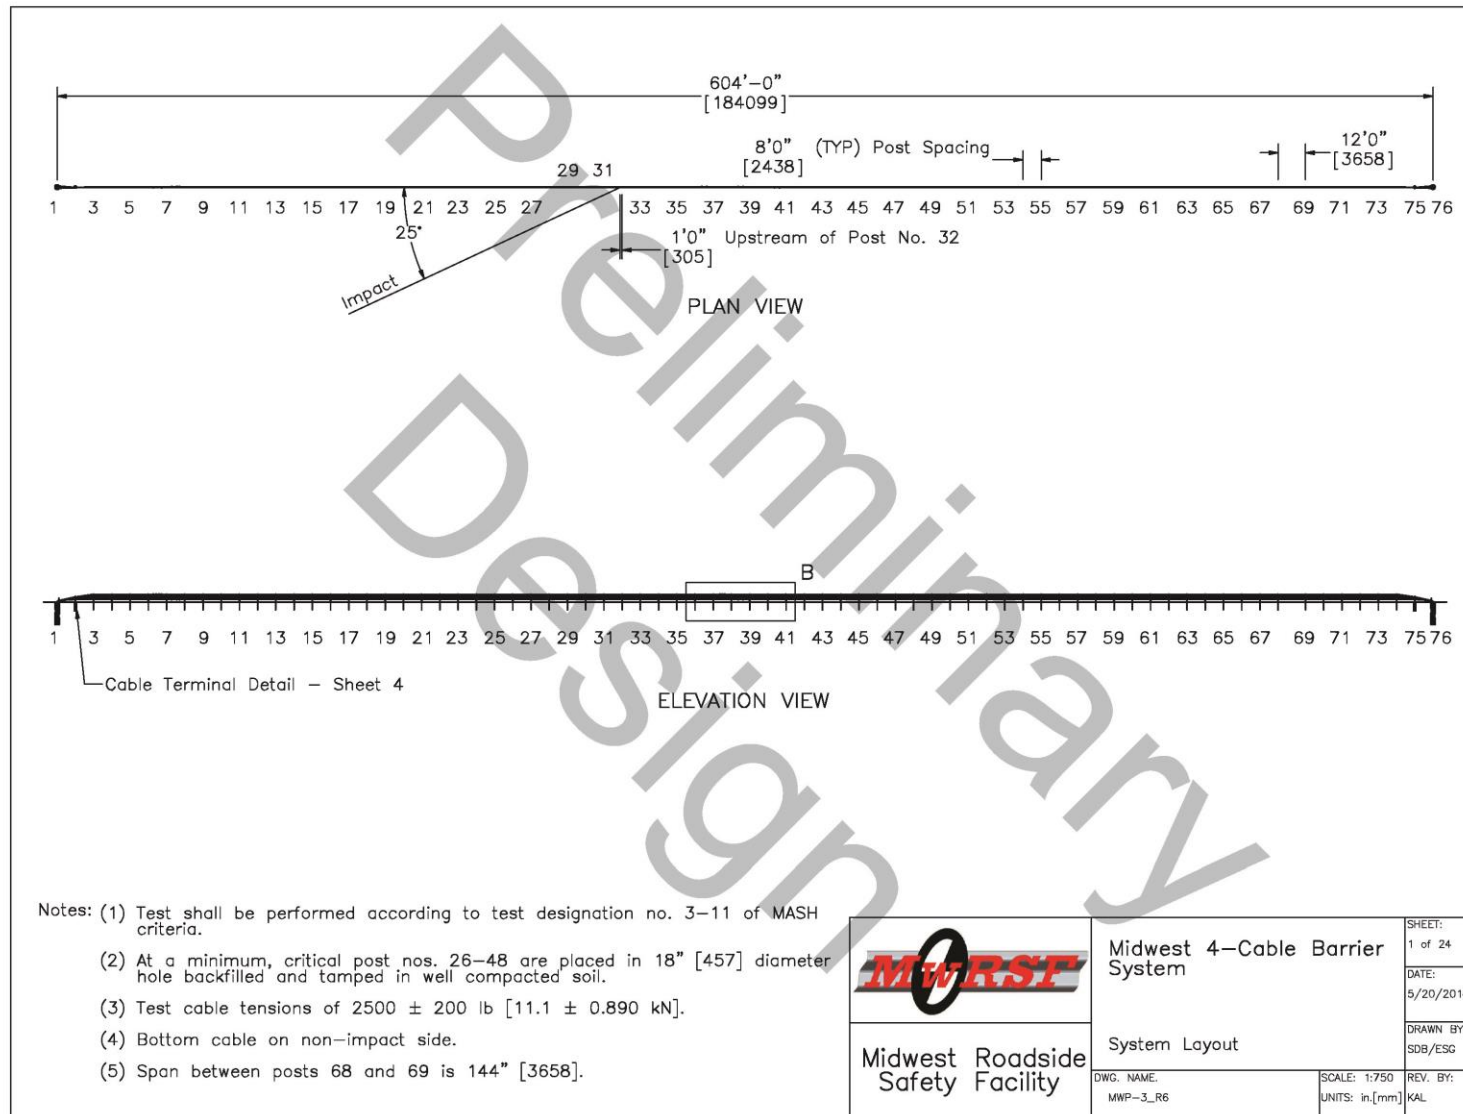 604'-0"
[184099]
8'0" (TYP) Post Spacing
[2438]
12'0"
[3658]
29 31
1 3 5 7 9 11 13 15 17 19 21 23 25 27 33 35 37 39 41 43 45 47 49 51 53 55 57 59 61 63 65 67 69 71 73 75 76
25°
1'0" Upstream of Post No. 32
[305]
Impact
PLAN VIEW
B
1 3 5 7 9 11 13 15 17 19 21 23 25 27 29 31 33 35 37 39 41 43 45 47 49 51 53 55 57 59 61 63 65 67 69 71 73 75 76
Cable Terminal Detail – Sheet 4
ELEVATION VIEW
Preliminary
Design
Notes: (1) Test shall be performed according to test designation no. 3-11 of MASH
criteria.
(2) At a minimum, critical post nos. 26-48 are placed in 18" [457] diameter
hole backfilled and tamped in well compacted soil.
(3) Test cable tensions of 2500 ± 200 lb [11.1 ± 0.890 kN].
(4) Bottom cable on non-impact side.
(5) Span between posts 68 and 69 is 144" [3658].
MwRSF
Midwest Roadside
Safety Facility
Midwest 4-Cable Barrier
System
System Layout
DWG. NAME.
MWP-3_R6
SCALE: 1:750
UNITS: in.[mm]
SHEET:
1 of 24
DATE:
5/20/201
DRAWN BY
SDB/ESG
REV. BY:
KAL